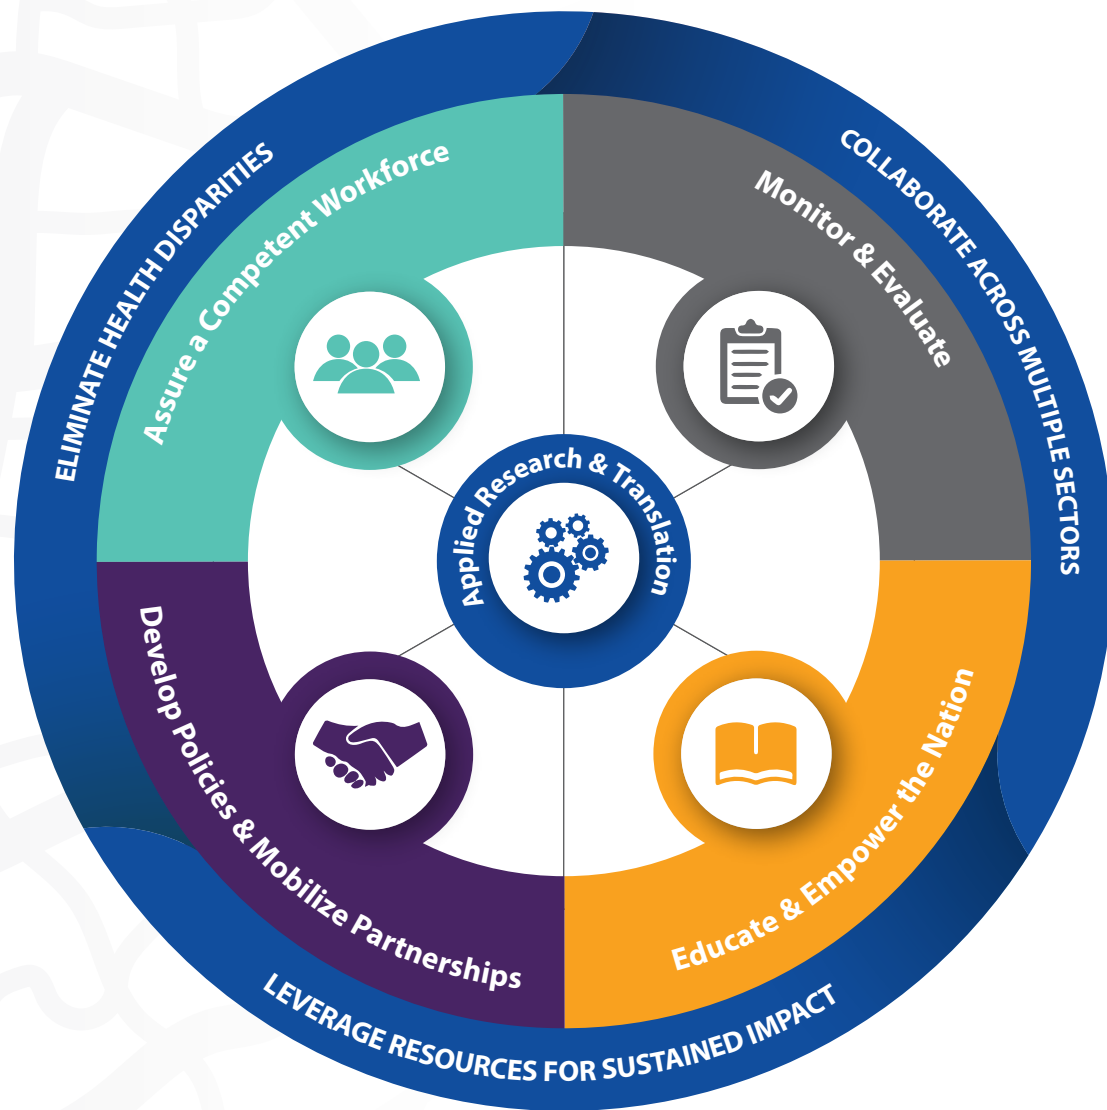 ELIMINATE HEALTH DISPARITIES
COLLABORATE ACROSS MULTIPLE SECTORS
LEVERAGE RESOURCES FOR SUSTAINED IMPACT
Assure a Competent Workforce
Monitor & Evaluate
Educate & Empower the Nation
Develop Policies & Mobilize Partnerships
Applied Research & Translation